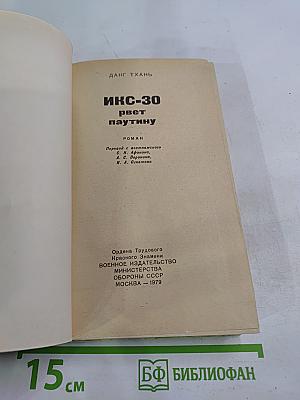 ДАНГ ТХАНЬ
ИКС-30
рвет
паутину
РОМАН
Перевод с вьетнамского
Ордена Трудового
Красного Знамени
ВОЕННОЕ ИЗДАТЕЛЬСТВО
МИНИСТЕРСТВА
ОБОРОНЫ СССР
МОСКВА — 1979
15 см
БФ БИБЛИОФАН